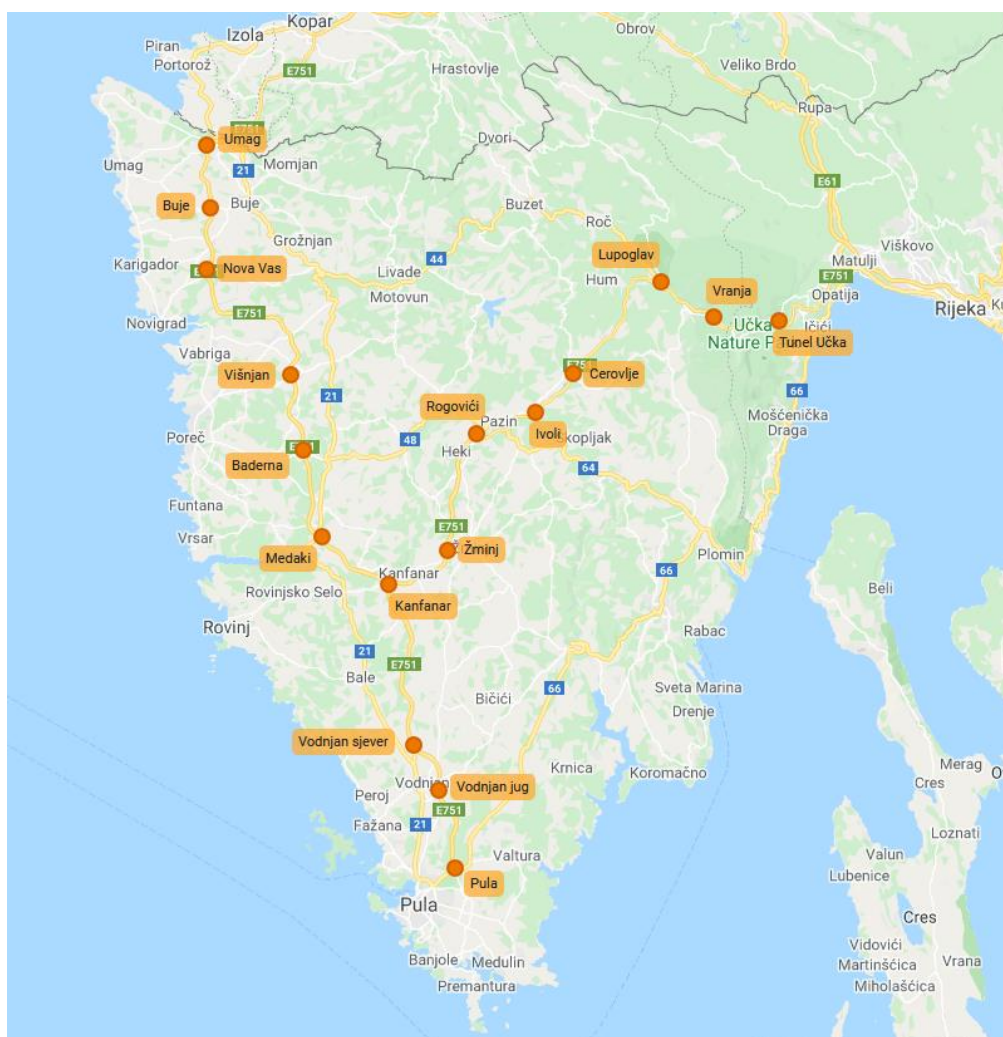 Kopar
Izola
Piran
Portorož
Obrov
E751
Hrastovlje
Veliko Brdo
Rupa
E751
Umag
Dvori
Umag
21
Momjan
E61
Buje
Buje
Buzet
Roč
Grožnjan
Viškovo
44
Lupoglav
Matulji
Karigador
Nova Vas
Livade
Hum
E751
Motovun
Vranja
Opatija
Rijeka
Novigrad
E751
Učka
Ičići
Nature P
Tunel Učka
Vabriga
Višnjan
E751
Cerovlje
21
48
66
Rogovići
Pazin
Mošćenička
Draga
Poreč
Ivoli
Heki
Baderna
64
Funtana
Vrsar
E751
Medaki
Žminj
Plomin
Kanfanar
66
Beli
Rovinjsko Selo
Kanfanar
Rovinj
Rabac
21
E751
Bale
Bičići
66
Sveta Marina
Drenje
Vodnjan sjever
Krnica
Merag
Koromačno
Vodnjan
Vodnjan jug
Cres
Peroj
E751
Fažana
21
Loznati
Valtura
Valun
Lubenice
Pula
Pula
Cres
Banjole
Medulin
Vidovići
Vrana
Martinšćica
Premantura
Miholašćica